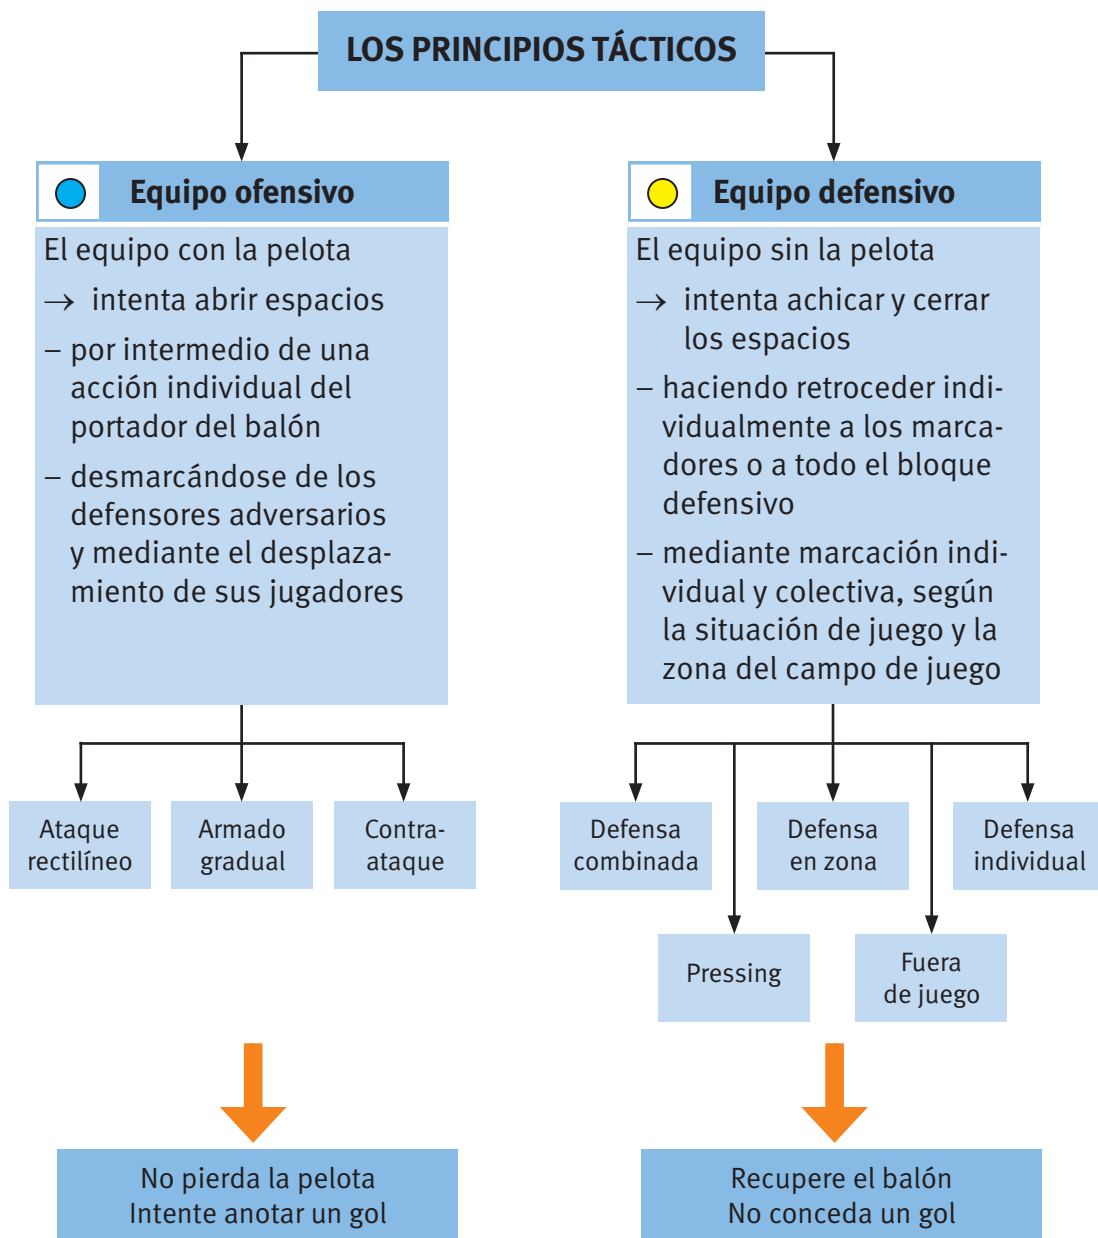 LOS PRINCIPIOS TÁCTICOS
Equipo ofensivo
El equipo con la pelota
→ intenta abrir espacios
– por intermedio de una
acción individual del
portador del balón
– desmarcándose de los
defensores adversarios
y mediante el desplaza-
miento de sus jugadores
Ataque
rectilíneo
Armado
gradual
Contra-
ataque
No pierda la pelota
Intente anotar un gol
Equipo defensivo
El equipo sin la pelota
→ intenta achicar y cerrar
los espacios
– haciendo retroceder indi-
vidualmente a los marca-
dores o a todo el bloque
defensivo
– mediante marcación indi-
vidual y colectiva, según
la situación de juego y la
zona del campo de juego
Defensa
combinada
Defensa
en zona
Defensa
individual
Pressing
Fuera
de juego
Recupere el balón
No conceda un gol